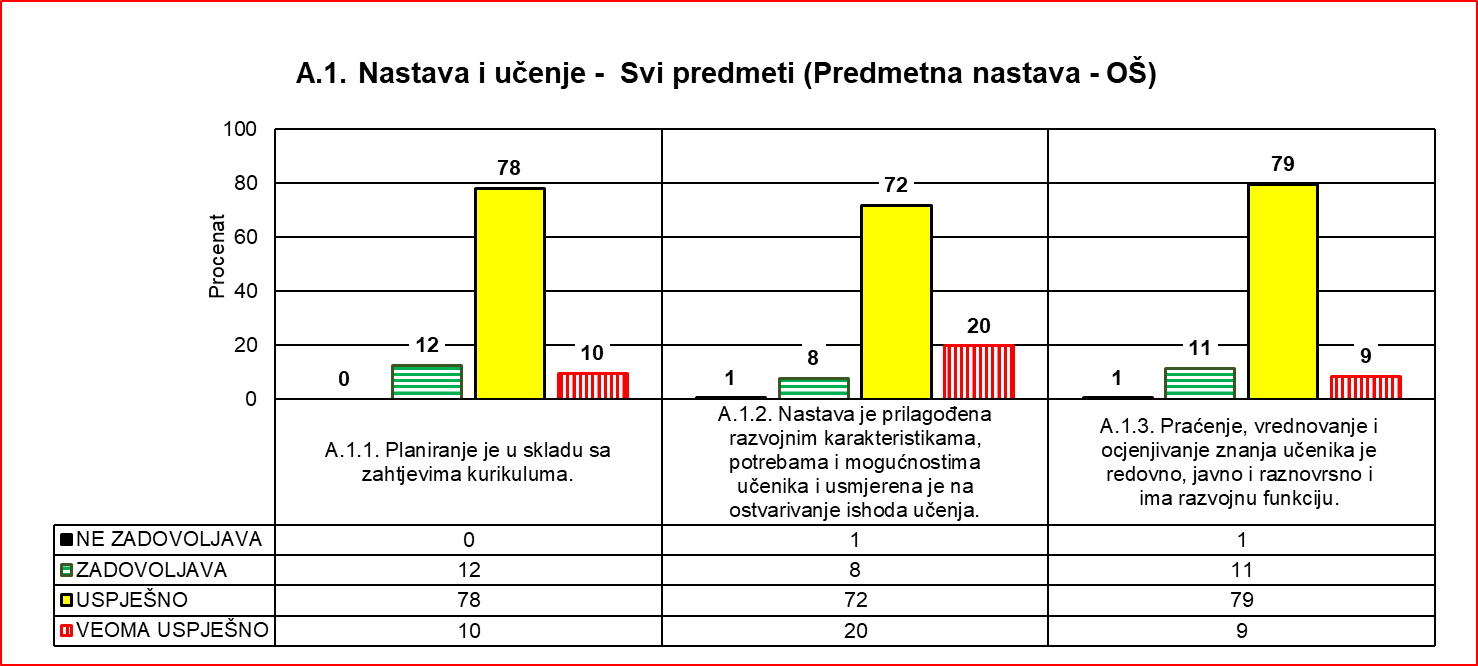 A.1. Nastava i učenje -  Svi predmeti (Predmetna nastava - OŠ)
Procenat
100
80
60
40
20
0
0
12
78
10
1
8
72
20
1
11
79
9
A.1.1. Planiranje je u skladu sa
zahtjevima kurikuluma.
A.1.2. Nastava je prilagođena
razvojnim karakteristikama,
potrebama i mogućnostima
učenika i usmjerena je na
ostvarivanje ishoda učenja.
A.1.3. Praćenje, vrednovanje i
ocjenjivanje znanja učenika je
redovno, javno i raznovrsno i
ima razvojnu funkciju.
NE ZADOVOLJAVA 0 1 1
ZADOVOLJAVA 12 8 11
USPJEŠNO 78 72 79
VEOMA USPJEŠNO 10 20 9